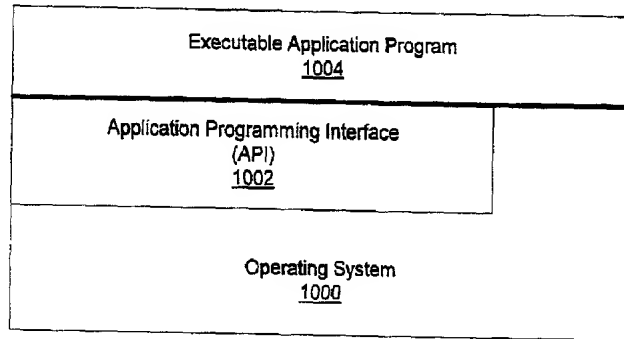 Executable Application Program
1004
Application Programming Interface
(API)
1002
Operating System
1000